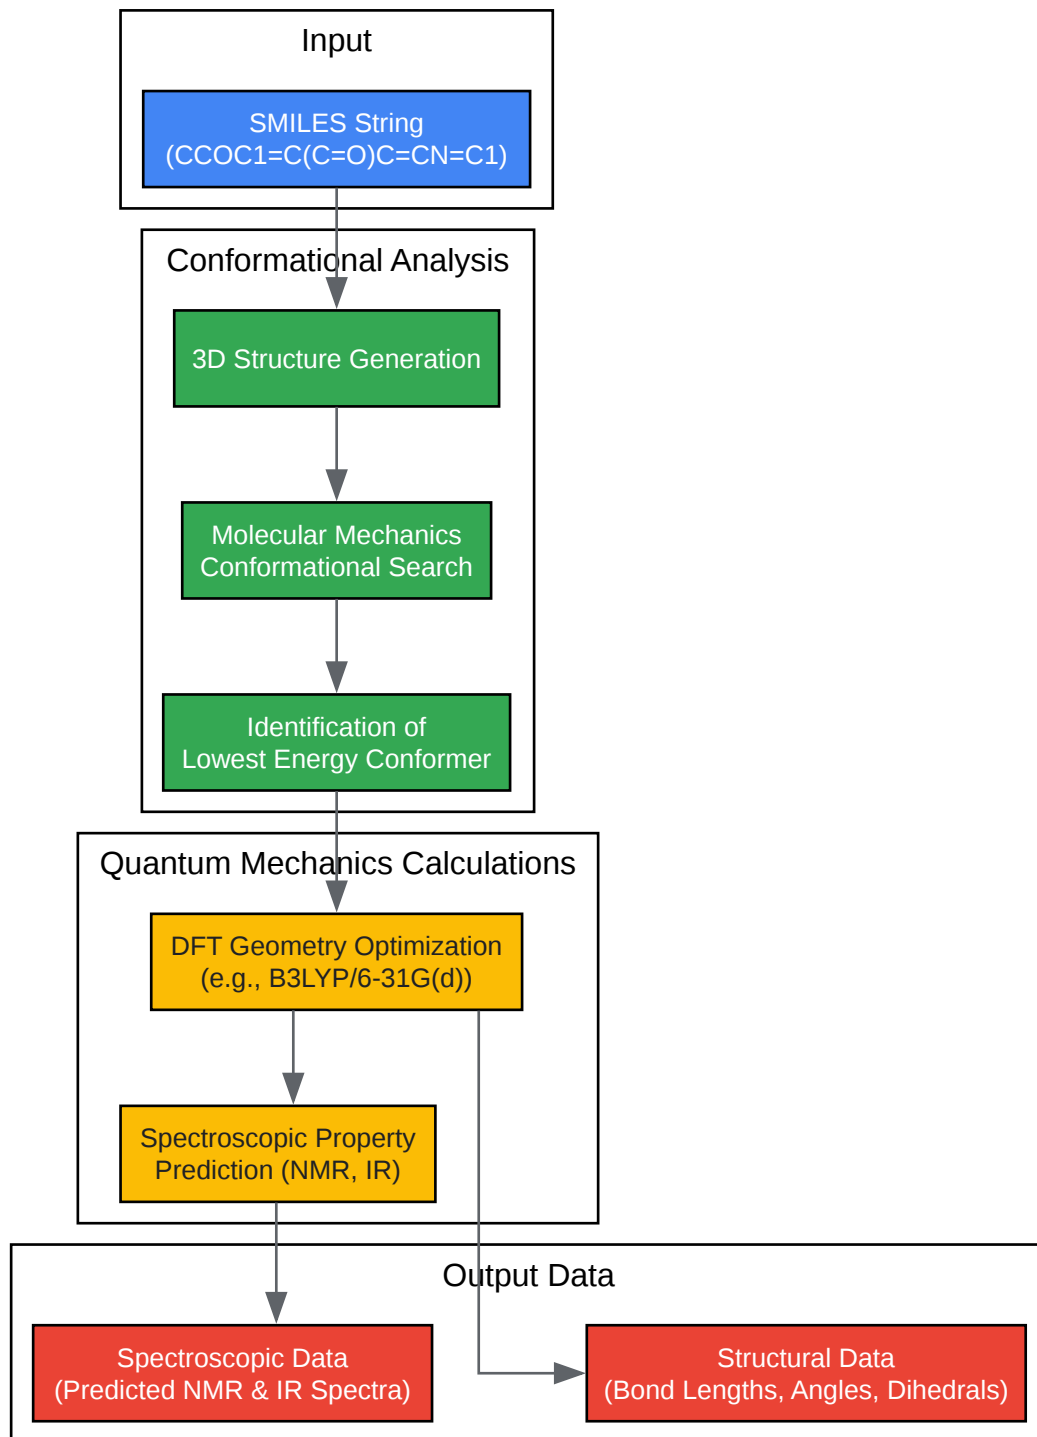 Input
SMILES String
(CCOC1=C(C=O)C=CN=C1)
Conformational Analysis
3D Structure Generation
Molecular Mechanics
Conformational Search
Identification of
Lowest Energy Conformer
Quantum Mechanics Calculations
DFT Geometry Optimization
(e.g., B3LYP/6-31G(d))
Spectroscopic Property
Prediction (NMR, IR)
Output Data
Spectroscopic Data
(Predicted NMR & IR Spectra)
Structural Data
(Bond Lengths, Angles, Dihedrals)